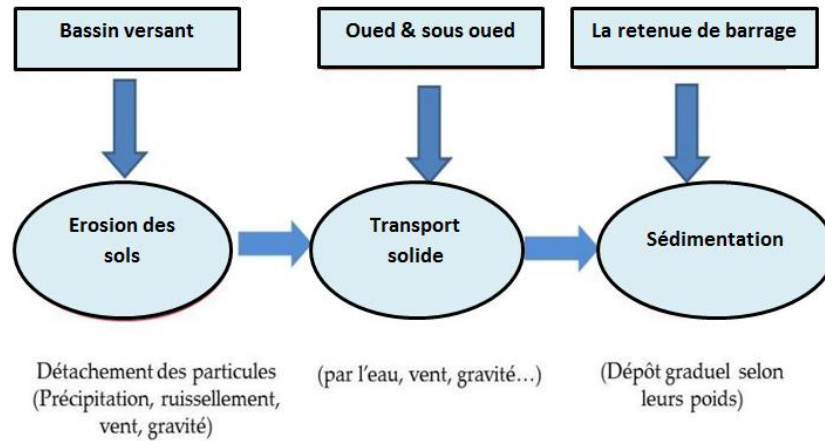 Bassin versant
Oued & sous oued
La retenue de barrage
Erosion des
sols
Transport
solide
Sédimentation
Détachement des particules
(Précipitation, ruissellement,
vent, gravité)
(par l'eau, vent, gravité...)
(Dépôt graduel selon
leurs poids)